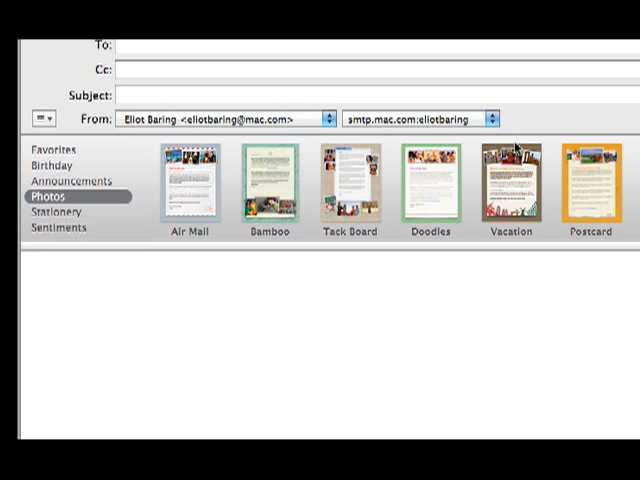 To:
Cc:
Subject:
From: Eliot Baring <eliotbaring@mac.com> smtp.mac.com:eliotbaring
Favorites
Birthday
Announcements
Photos
Stationery
Sentiments
Air Mail Bamboo Tack Board Doodles Vacation Postcard